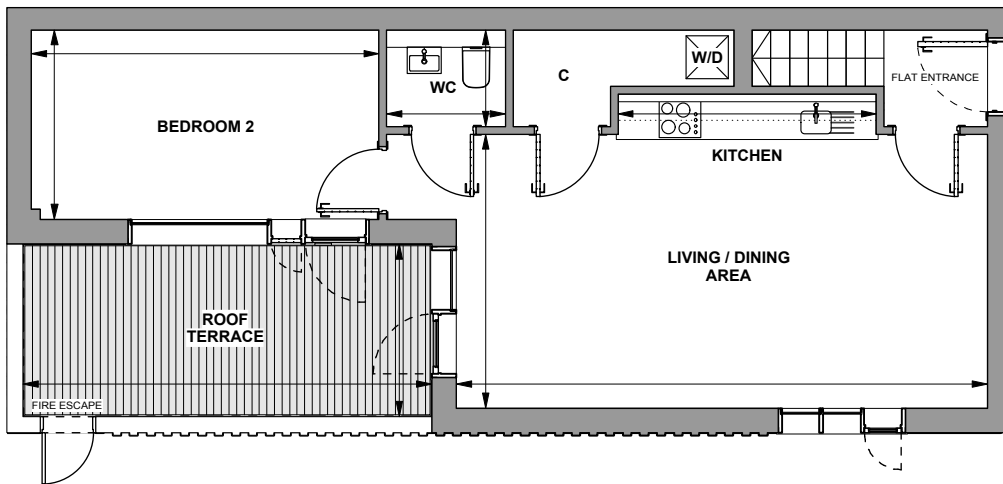 W/D
C
WC
FLAT ENTRANCE
BEDROOM 2
KITCHEN
LIVING / DINING
AREA
ROOF
TERRACE
FIRE ESCAPE